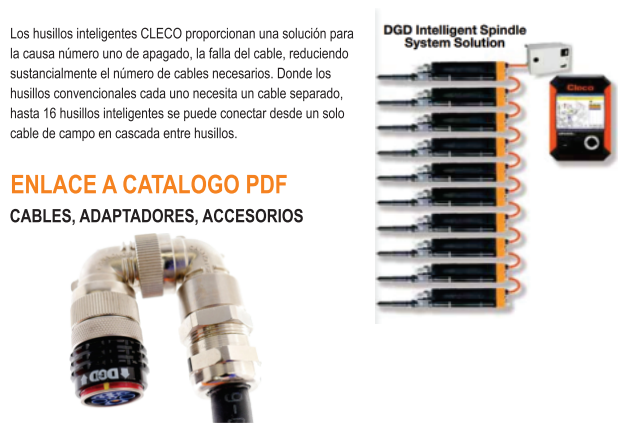 Los husillos inteligentes CLECO proporcionan una solución para
la causa número uno de apagado, la falla del cable, reduciendo
sustancialmente el número de cables necesarios. Donde los
husillos convencionales cada uno necesita un cable separado,
hasta 16 husillos inteligentes se puede conectar desde un solo
cable de campo en cascada entre husillos.
ENLACE A CATALOGO PDF
CABLES, ADAPTADORES, ACCESORIOS
DGD
9-0
DGD Intelligent Spindle
System Solution
Cleco